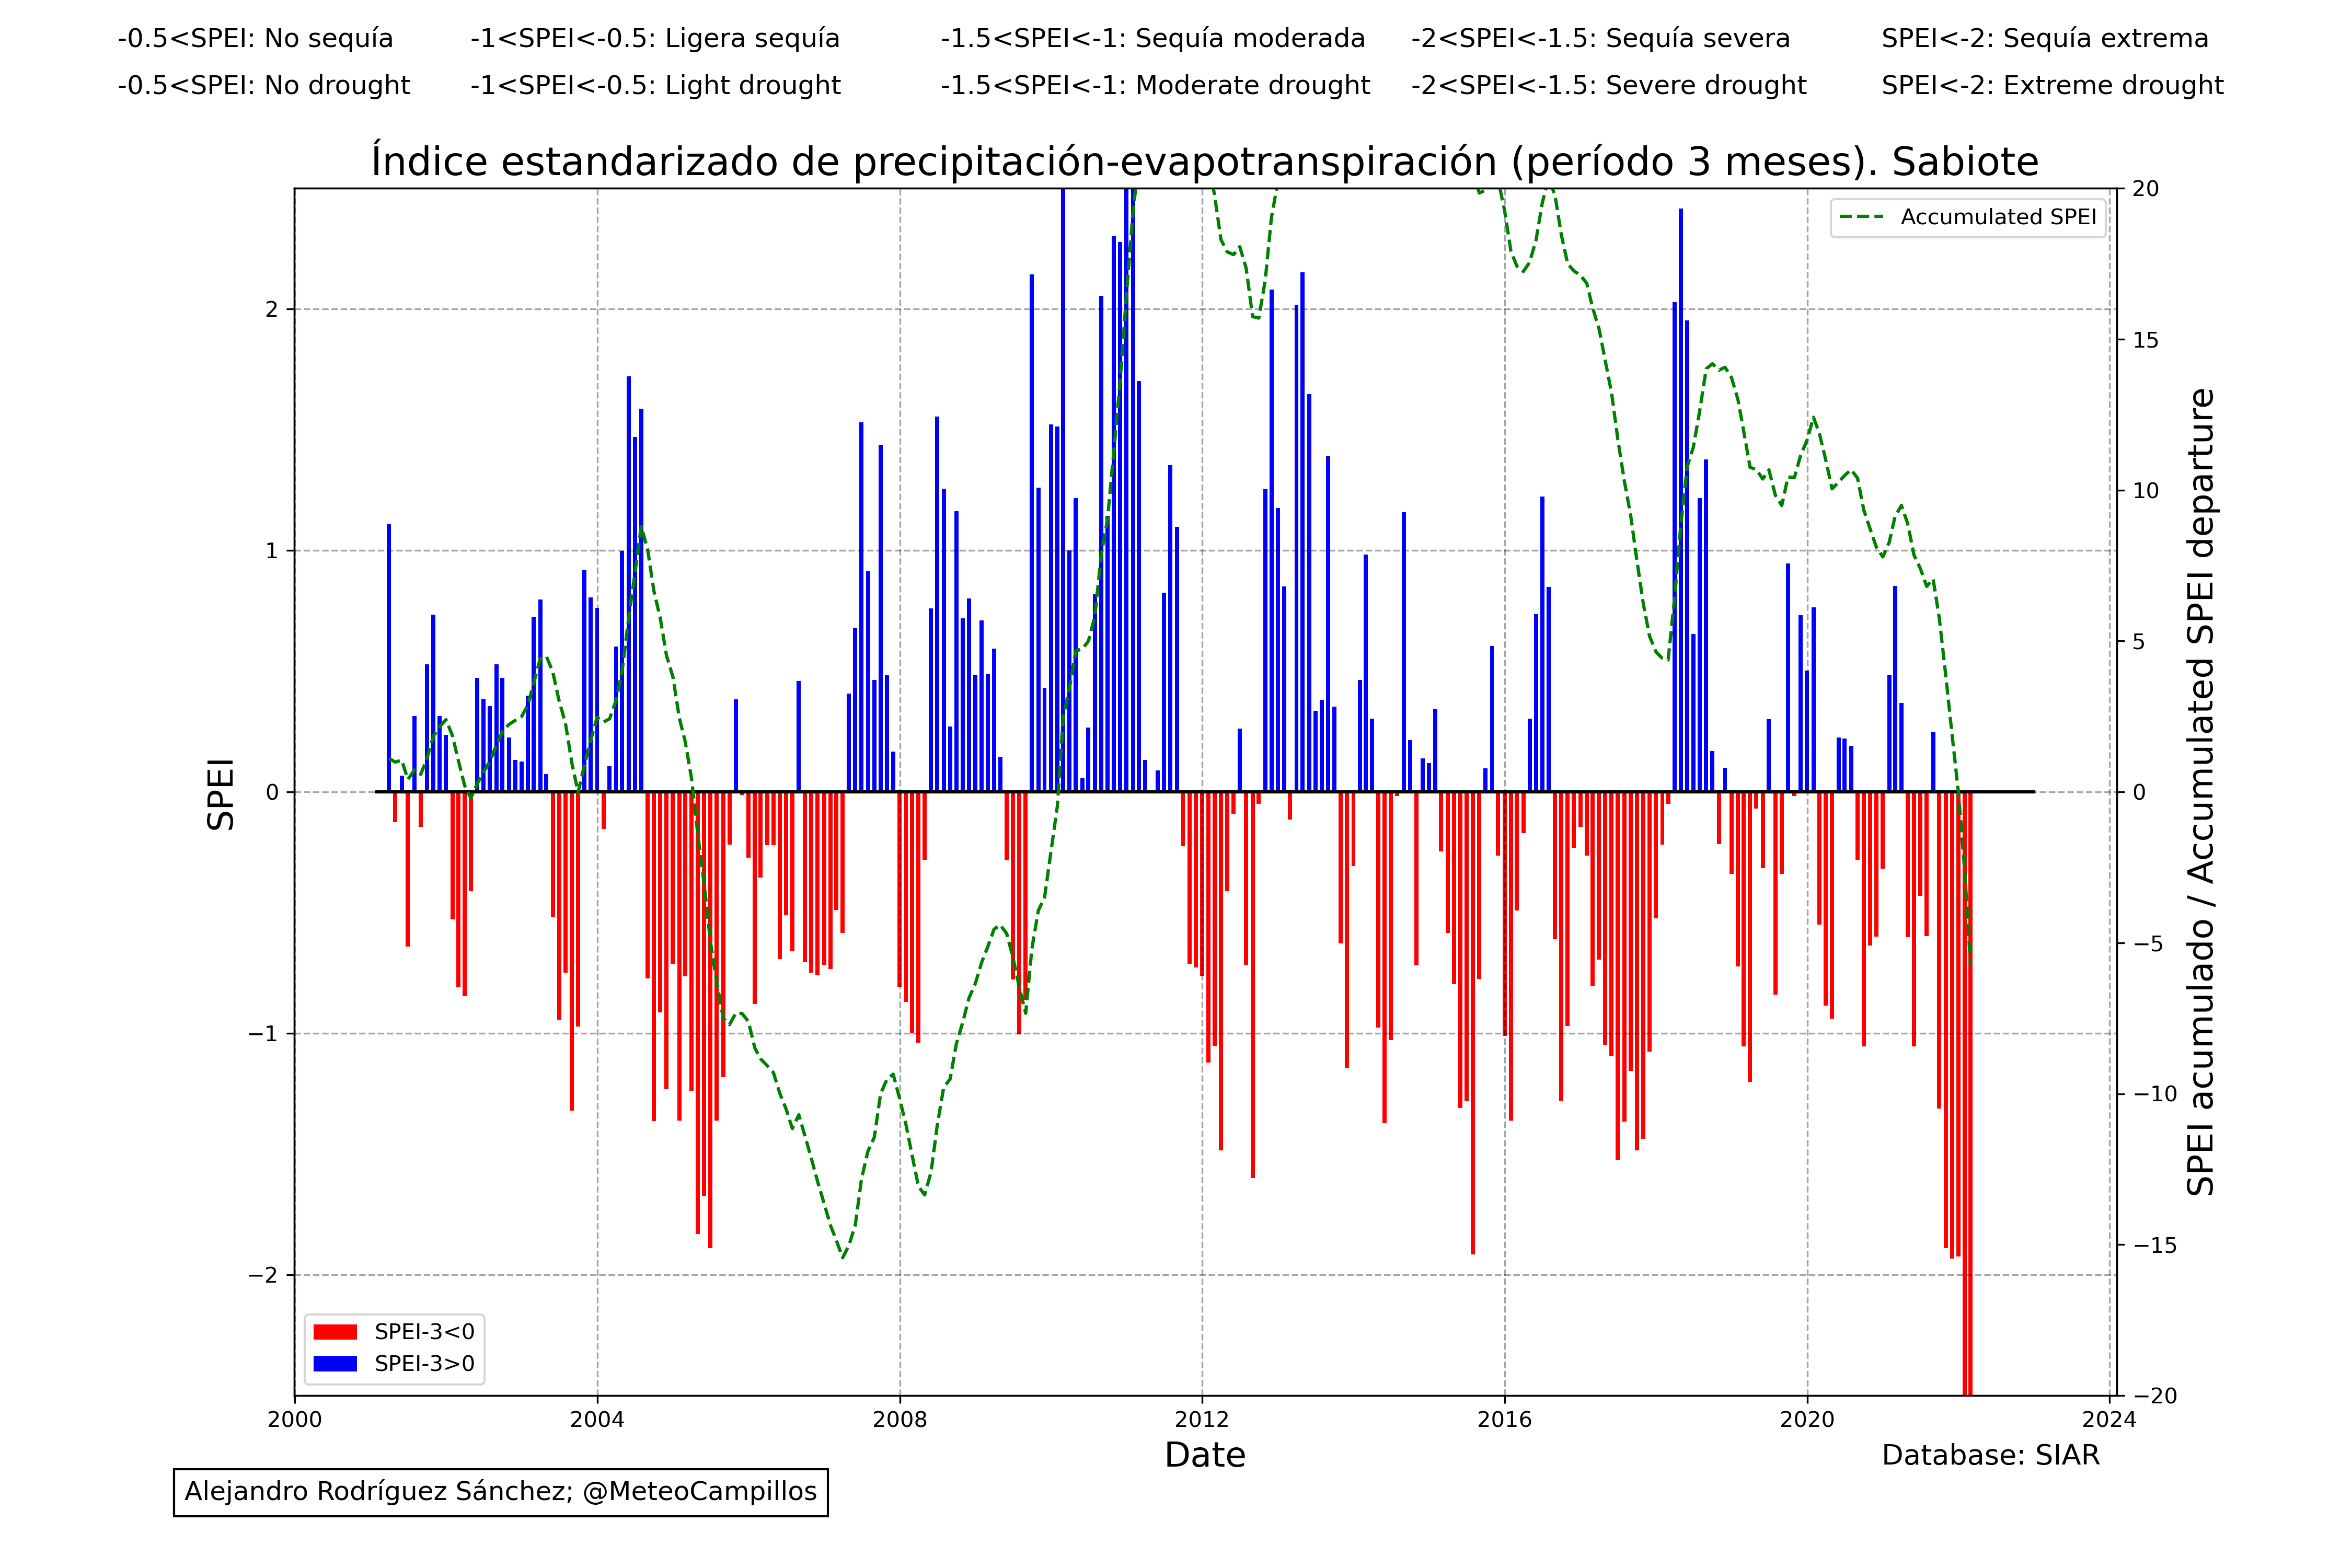 -0.5<SPEI: No sequía
-1<SPEI<-0.5: Ligera sequía
-1.5<SPEI<-1: Sequía moderada
-2<SPEI<-1.5: Sequía severa
SPEI<-2: Sequía extrema
-0.5<SPEI: No drought
-1<SPEI<-0.5: Light drought
-1.5<SPEI<-1: Moderate drought
-2<SPEI<-1.5: Severe drought
SPEI<-2: Extreme drought
Índice estandarizado de precipitación-evapotranspiración (período 3 meses). Sabiote
Accumulated SPEI
SPEI
2
1
0
−1
−2
20
15
10
5
0
−5
−10
−15
−20
SPEI acumulado / Accumulated SPEI departure
SPEI-3<0
SPEI-3>0
2000
2004
2008
2012
2016
2020
2024
Date
Database: SIAR
Alejandro Rodríguez Sánchez; @MeteoCampillos